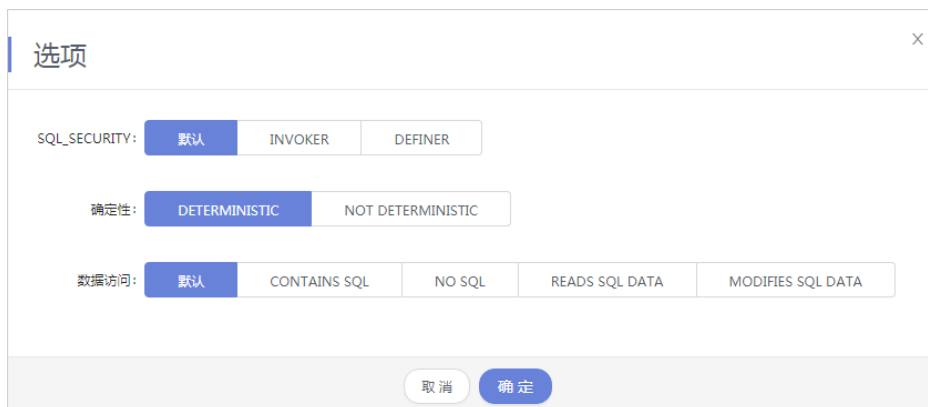 选项
SQL_SECURITY: 默认 INVOKER DEFINER
确定性: DETERMINISTIC NOT DETERMINISTIC
数据访问: 默认 CONTAINS SQL NO SQL READS SQL DATA MODIFIES SQL DATA
取消 确定